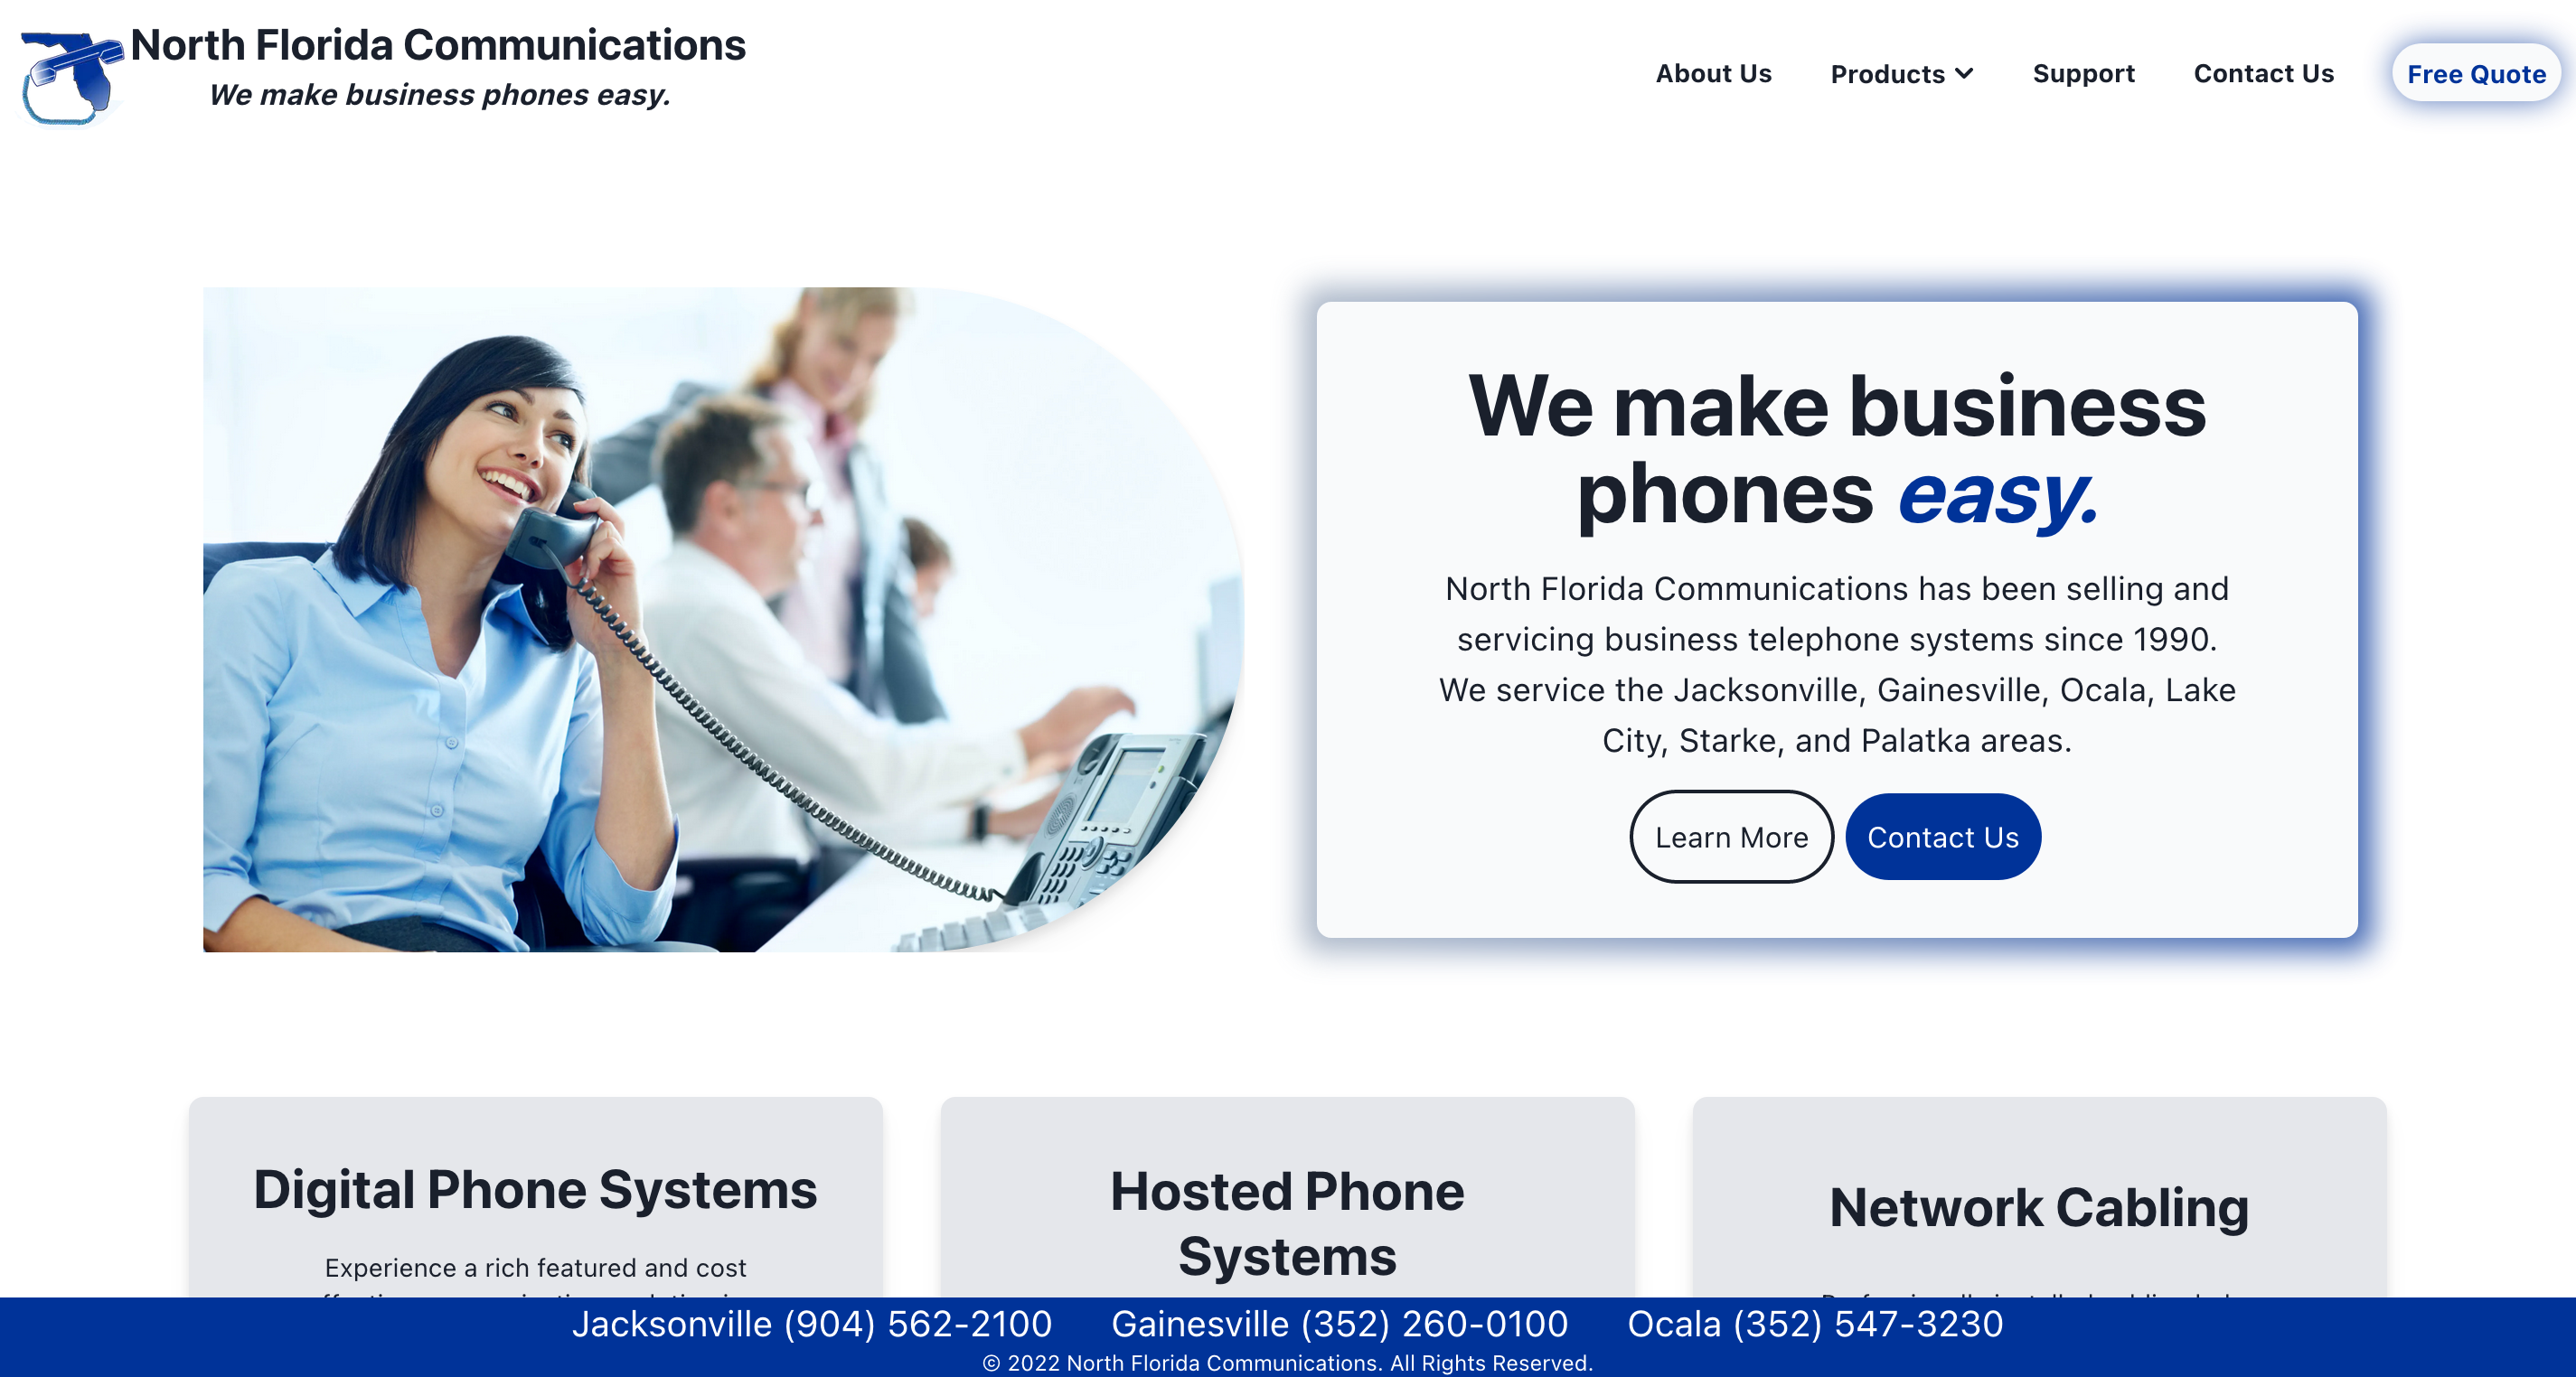 North Florida Communications
We make business phones easy.
About Us
Products
Support
Contact Us
Free Quote
We make business
phones easy.
North Florida Communications has been selling and
servicing business telephone systems since 1990.
We service the Jacksonville, Gainesville, Ocala, Lake
City, Starke, and Palatka areas.
Learn More
Contact Us
Digital Phone Systems
Experience a rich featured and cost
Hosted Phone
Systems
Network Cabling
Jacksonville (904) 562-2100
Gainesville (352) 260-0100
Ocala (352) 547-3230
© 2022 North Florida Communications. All Rights Reserved.